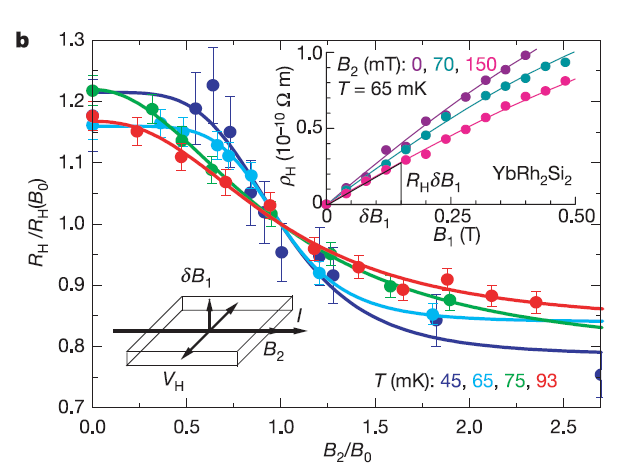 b
R_H/R_H(B_0)
1.3
1.2
1.1
1.0
0.9
0.8
0.7
0.0
0.5
1.0
1.5
2.0
2.5
B_2/B_0
T (mK): 45, 65, 75, 93
δB_1
I
B_2
V_H
ρ_H (10^{-10} Ω m)
1.0
0.5
0
B_2 (mT): 0, 70, 150
T = 65 mK
R_HδB_1
YbRh_2Si_2
0
δB_1
0.25
0.50
B_1 (T)